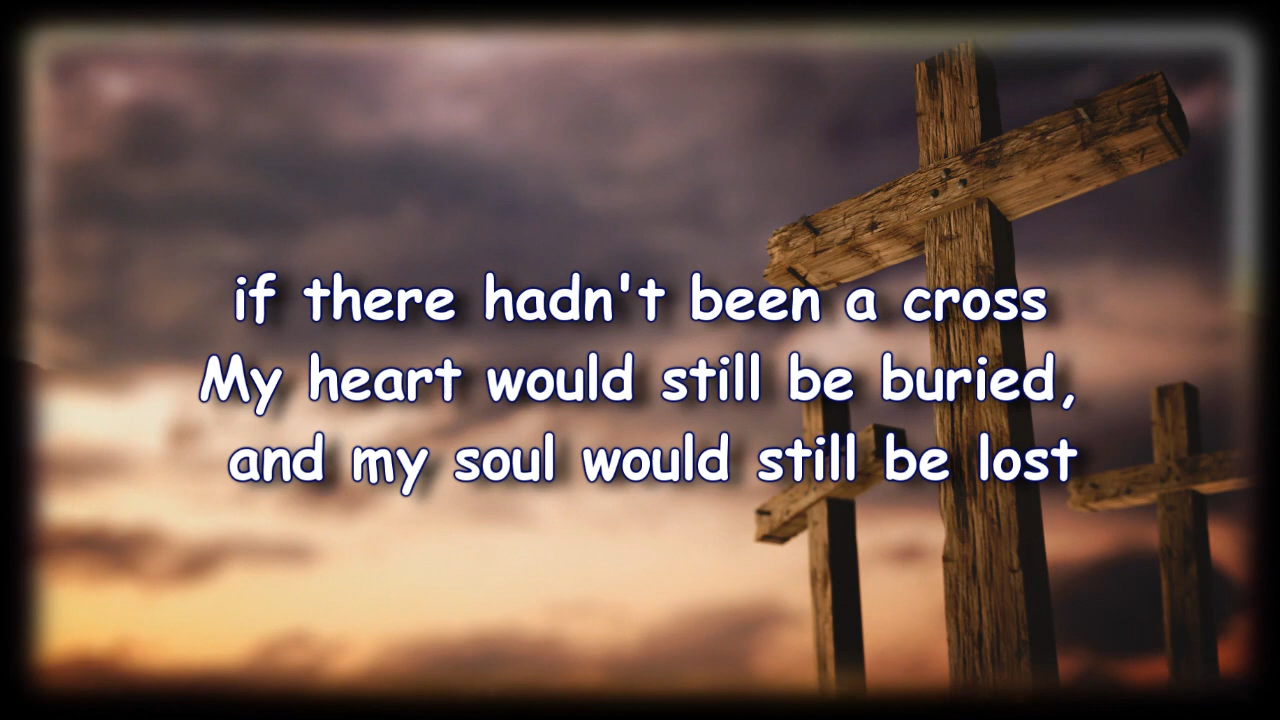 if there hadn't been a cross
My heart would still be buried,
and my soul would still be lost